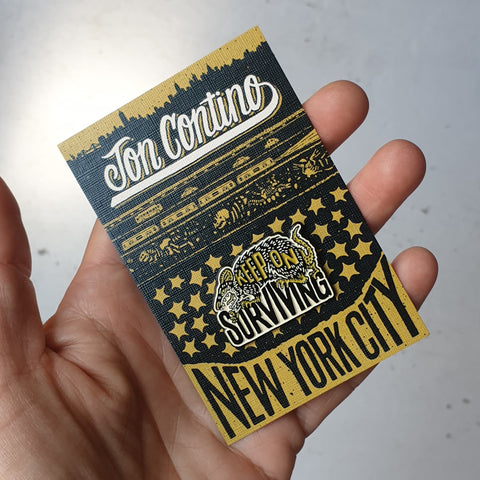 Jon Contino
KEEP ON
SURVIVING
NEW YORK CITY